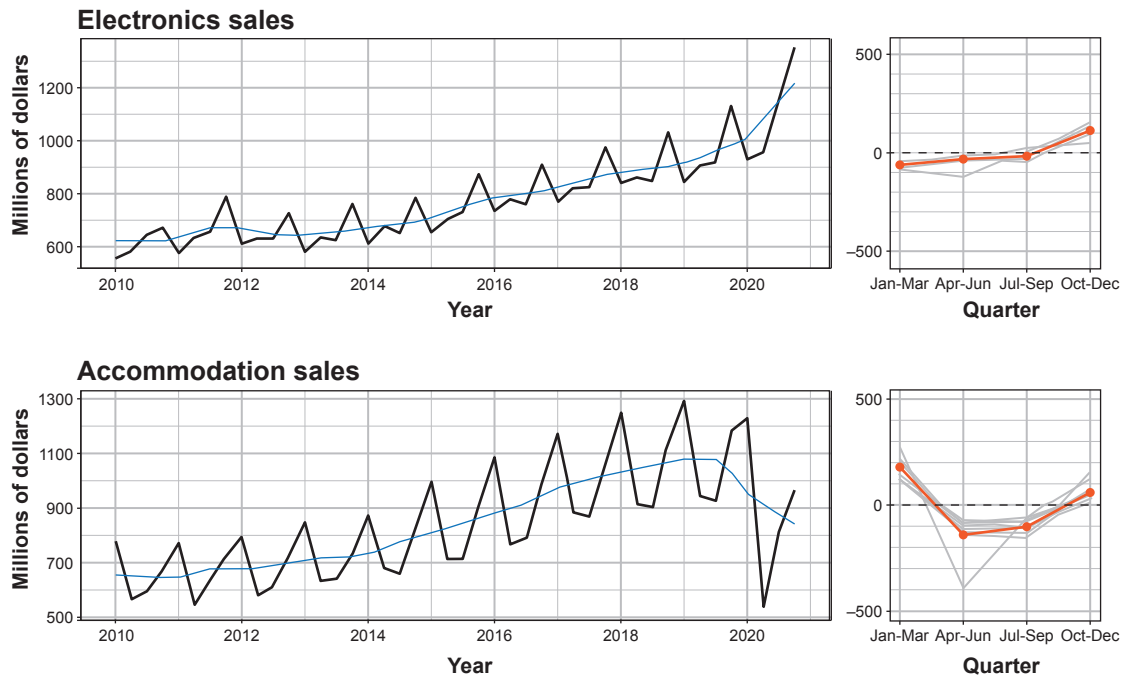 Electronics sales
Millions of dollars
1200
1000
800
600
2010 2012 2014 2016 2018 2020
Year
500
0
–500
Jan-Mar Apr-Jun Jul-Sep Oct-Dec
Quarter
Accommodation sales
Millions of dollars
1300
1100
900
700
500
2010 2012 2014 2016 2018 2020
Year
500
0
–500
Jan-Mar Apr-Jun Jul-Sep Oct-Dec
Quarter